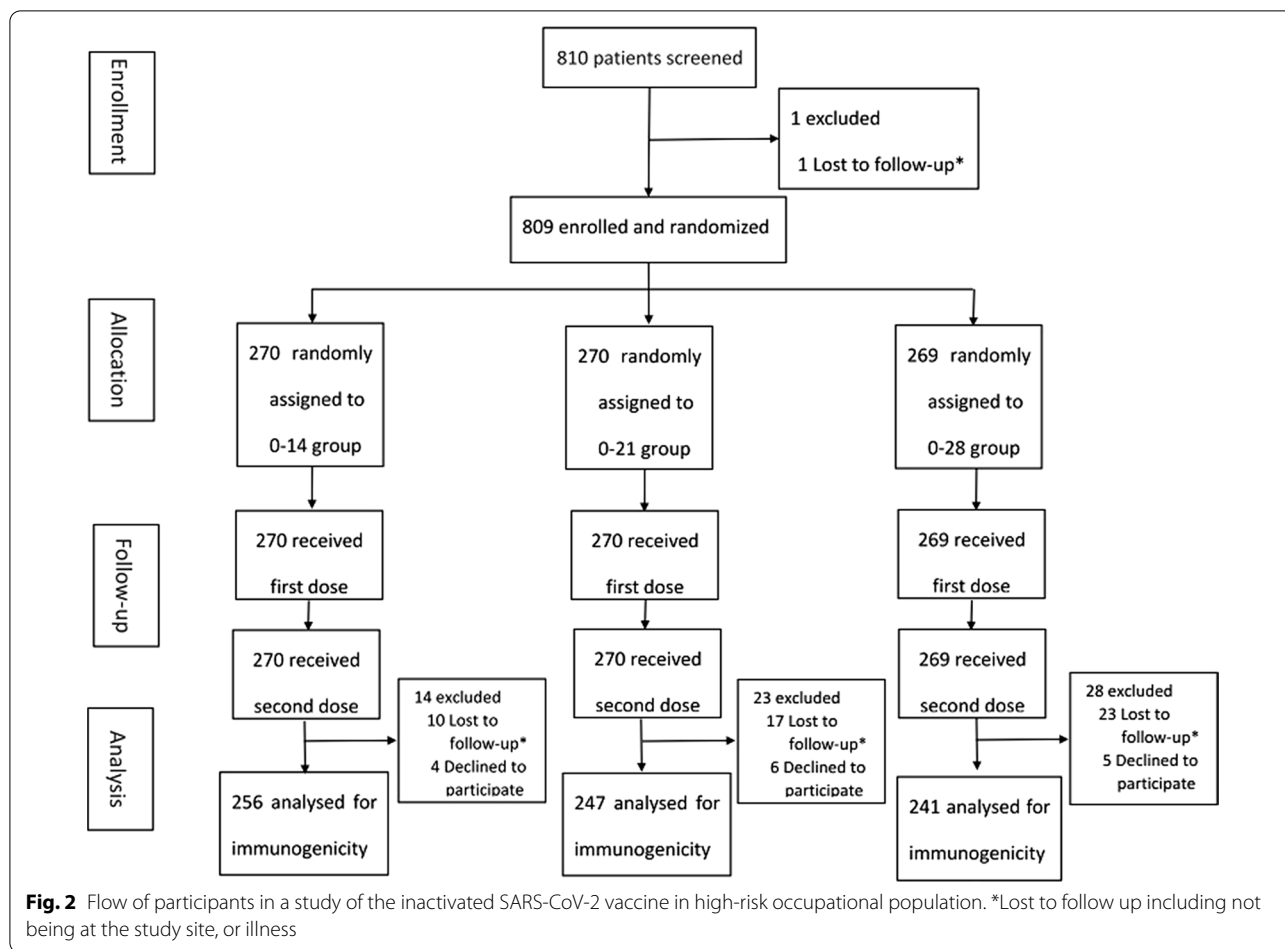 Enrollment
810 patients screened
1 excluded
1 Lost to follow-up*
809 enrolled and randomized
Allocation
270 randomly
assigned to
0-14 group
270 randomly
assigned to
0-21 group
269 randomly
assigned to
0-28 group
Follow-up
270 received
first dose
270 received
first dose
269 received
first dose
270 received
second dose
270 received
second dose
269 received
second dose
Analysis
14 excluded
10 Lost to
follow-up*
4 Declined to
participate
23 excluded
17 Lost to
follow-up*
6 Declined to
participate
28 excluded
23 Lost to
follow-up*
5 Declined to
participate
256 analysed for
immunogenicity
247 analysed for
immunogenicity
241 analysed for
immunogenicity
Fig. 2 Flow of participants in a study of the inactivated SARS-CoV-2 vaccine in high-risk occupational population. *Lost to follow up including not
being at the study site, or illness